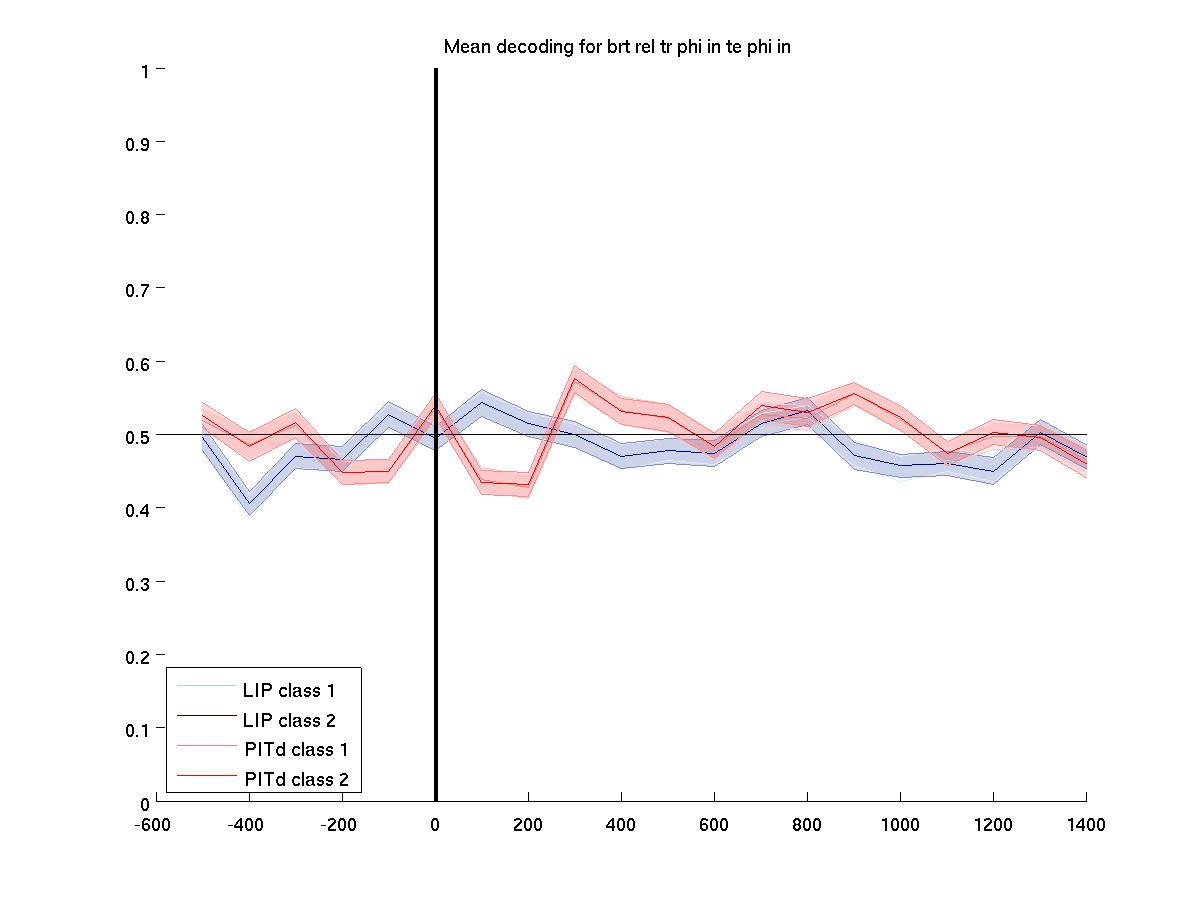 Mean decoding for brt rel tr phi in te phi in
1
0.9
0.8
0.7
0.6
0.5
0.4
0.3
0.2
0.1
0
LIP class 1
LIP class 2
PITd class 1
PITd class 2
-600 -400 -200 0 200 400 600 800 1000 1200 1400